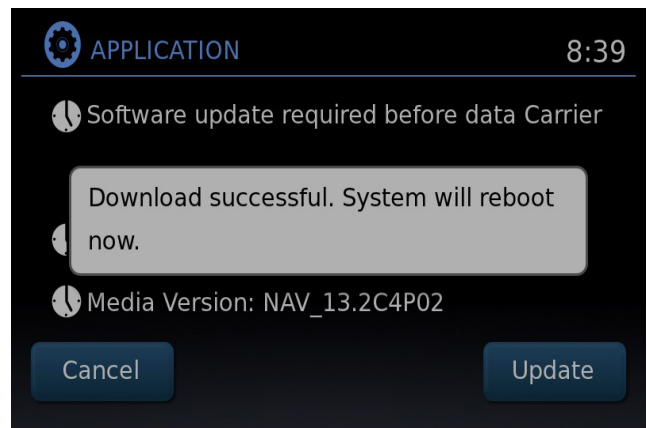 APPLICATION
8:39
Software update required before data Carrier
Download successful. System will reboot
now.
Media Version: NAV_13.2C4P02
Cancel
Update